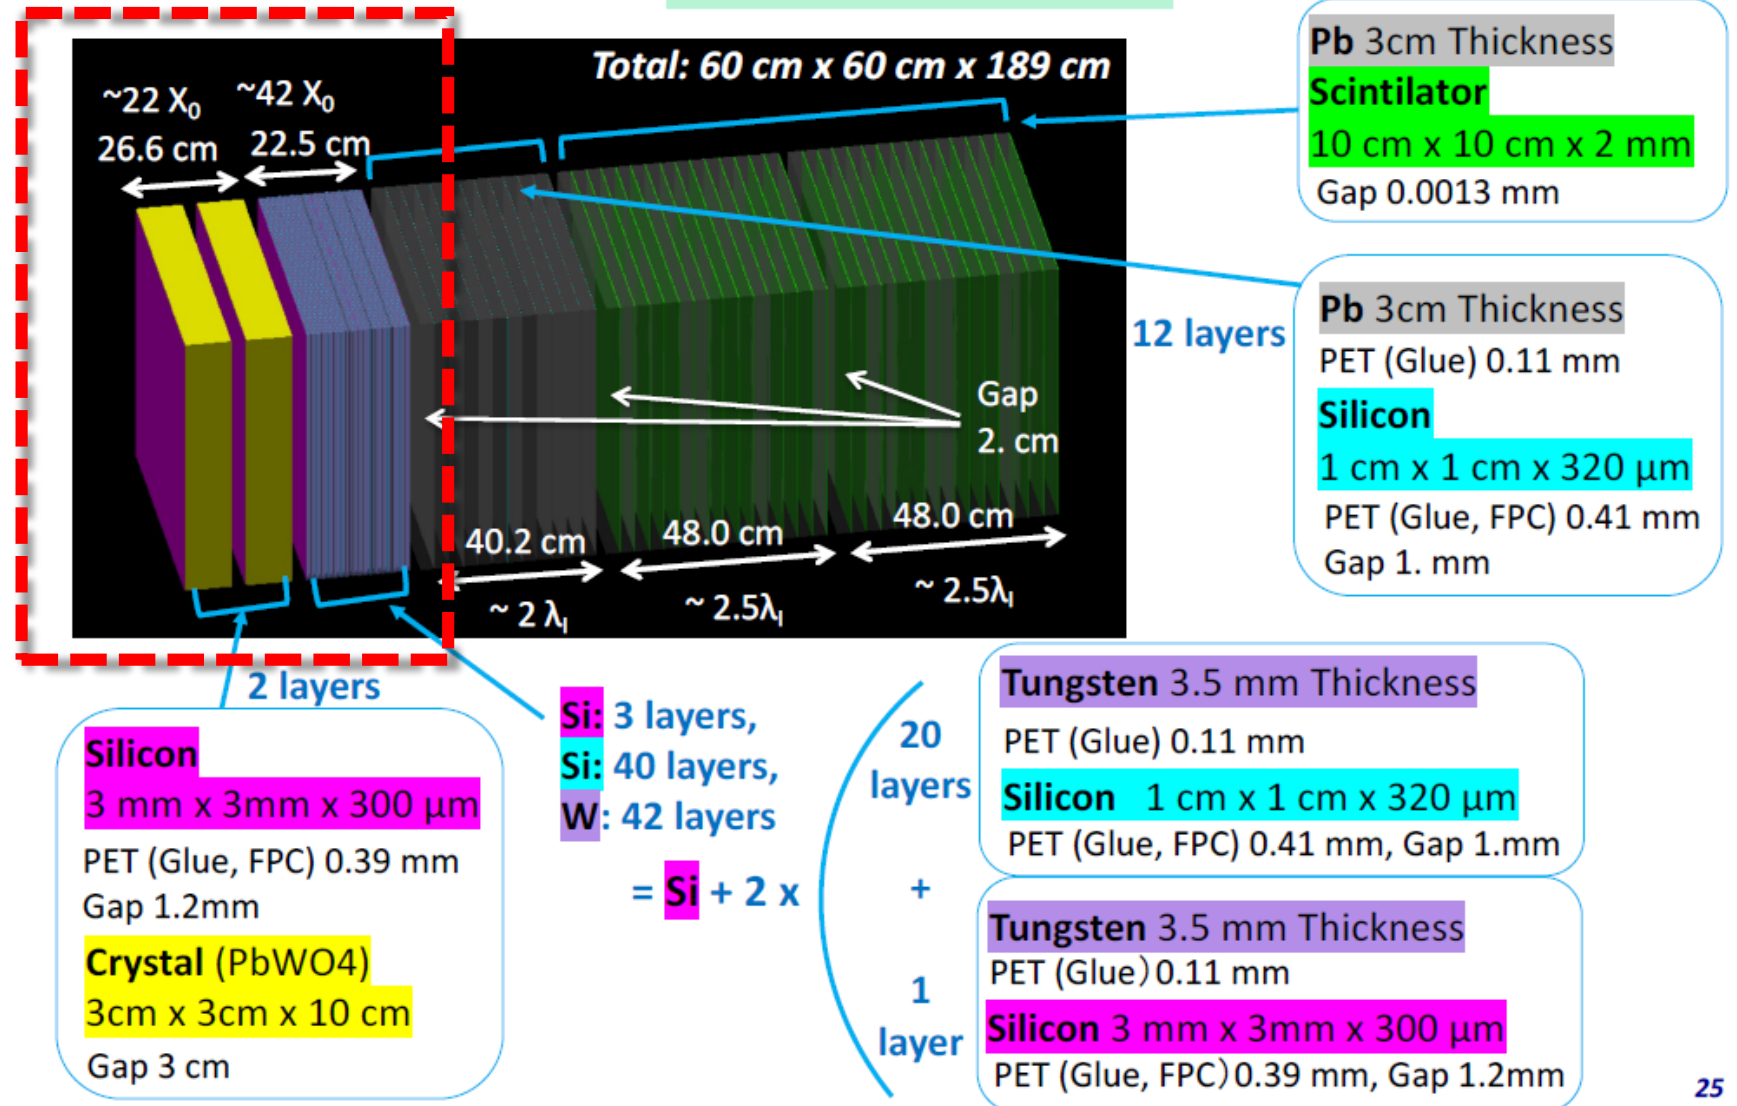 Total: 60 cm x 60 cm x 189 cm
~22 X₀
~42 X₀
26.6 cm
22.5 cm
Gap
2. cm
40.2 cm
48.0 cm
48.0 cm
~ 2 λI
~ 2.5λI
~ 2.5λI
Pb 3cm Thickness
Scintilator
10 cm x 10 cm x 2 mm
Gap 0.0013 mm
12 layers
Pb 3cm Thickness
PET (Glue) 0.11 mm
Silicon
1 cm x 1 cm x 320 μm
PET (Glue, FPC) 0.41 mm
Gap 1. mm
2 layers
Silicon
3 mm x 3mm x 300 μm
PET (Glue, FPC) 0.39 mm
Gap 1.2mm
Crystal (PbWO4)
3cm x 3cm x 10 cm
Gap 3 cm
Si: 3 layers,
Si: 40 layers,
W: 42 layers
= Si + 2 x
20
layers
+
1
layer
Tungsten 3.5 mm Thickness
PET (Glue) 0.11 mm
Silicon 1 cm x 1 cm x 320 μm
PET (Glue, FPC) 0.41 mm, Gap 1.mm
Tungsten 3.5 mm Thickness
PET (Glue）0.11 mm
Silicon 3 mm x 3mm x 300 μm
PET (Glue, FPC）0.39 mm, Gap 1.2mm
25